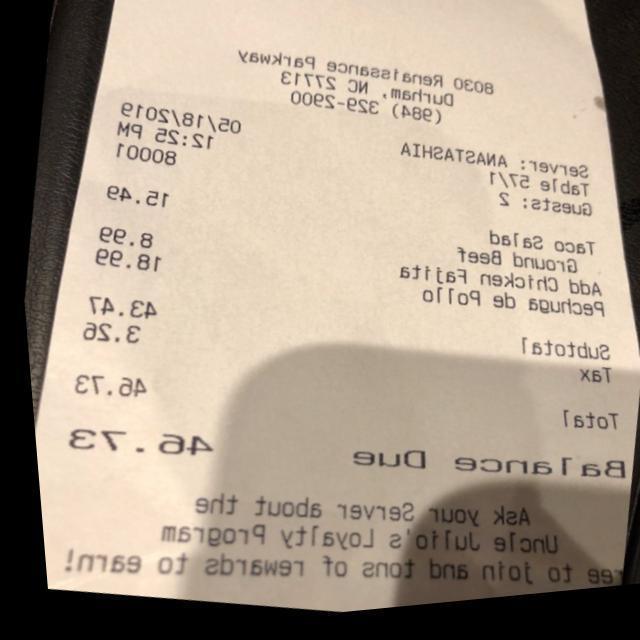 8030 Renaissance Parkway
Durham, NC 27713
(984) 329-2900
05/18/2019
Server: ANASTASHIA 12:25 PM
Table 57/1 80001
Guests: 2
Taco Salad 15.49
Ground Beef
Add Chicken Fajita 8.99
Pechuga de Pollo 18.99
Subtotal 43.47
Tax 3.26
Total 46.73
Balance Due 46.73
Ask your Server about the
Uncle Julio's Loyalty Program
ree to join and tons of rewards to earn!